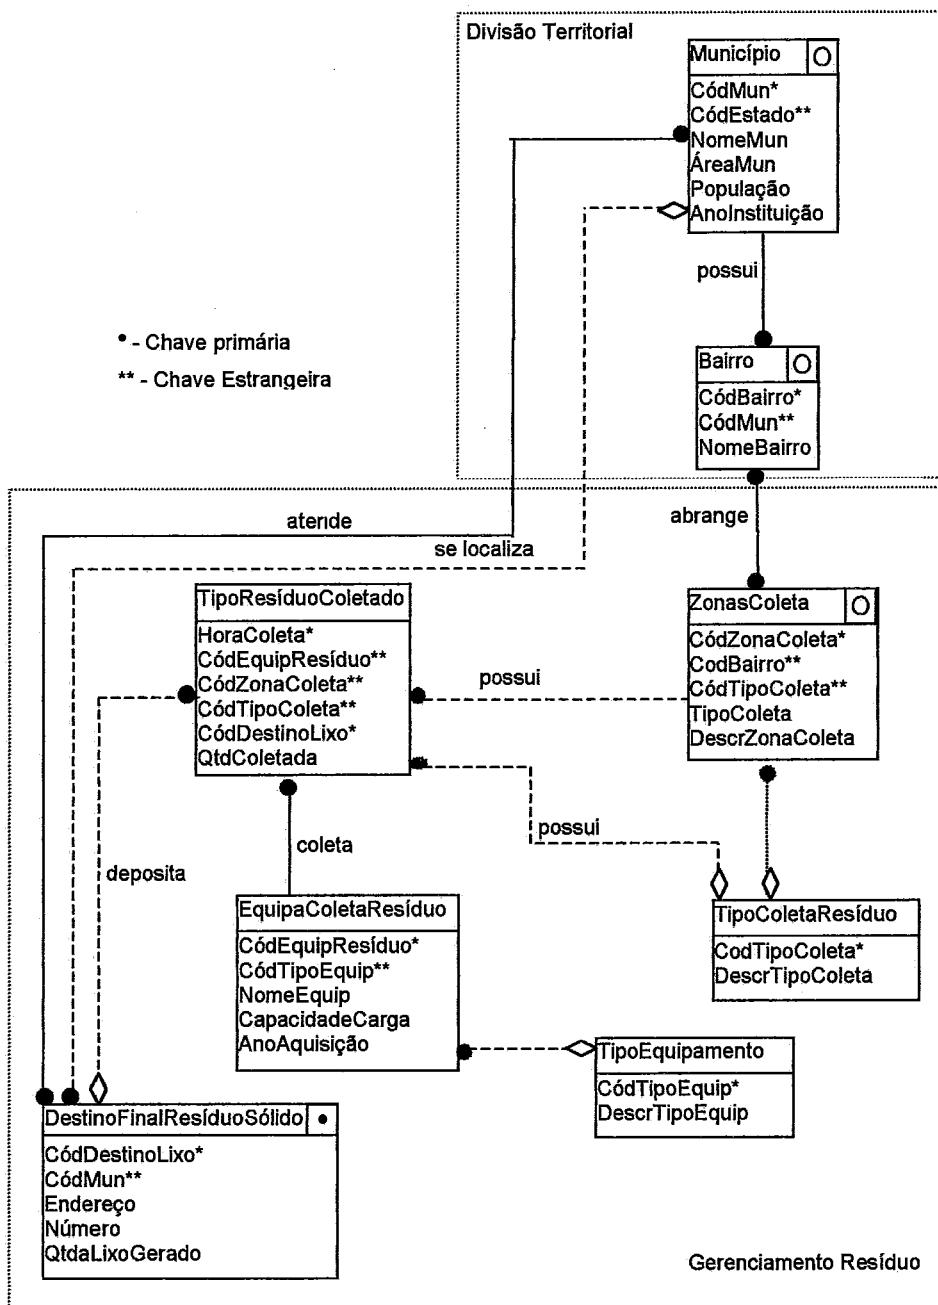 Divisão Territorial
Município
CódMun*
CódEstado**
NomeMun
ÁreaMun
População
AnoInstituição
possui
• - Chave primária
** - Chave Estrangeira
Bairro
CódBairro*
CódMun**
NomeBairro
atende
abrange
se localiza
TipoResíduoColetado
HoraColeta*
CódEquipResíduo**
CódZonaColeta**
CódTipoColeta**
CódDestinoLixo*
QtdColetada
possui
ZonasColeta
CódZonaColeta*
CodBairro**
CódTipoColeta**
TipoColeta
DescrZonaColeta
possui
coleta
deposita
EquipaColetaResíduo
CódEquipResíduo*
CódTipoEquip**
NomeEquip
CapacidadeCarga
AnoAquisição
TipoColetaResíduo
CodTipoColeta*
DescrTipoColeta
TipoEquipamento
CódTipoEquip*
DescrTipoEquip
DestinoFinalResíduoSólido
CódDestinoLixo*
CódMun**
Endereço
Número
QtdaLixoGerado
Gerenciamento Resíduo